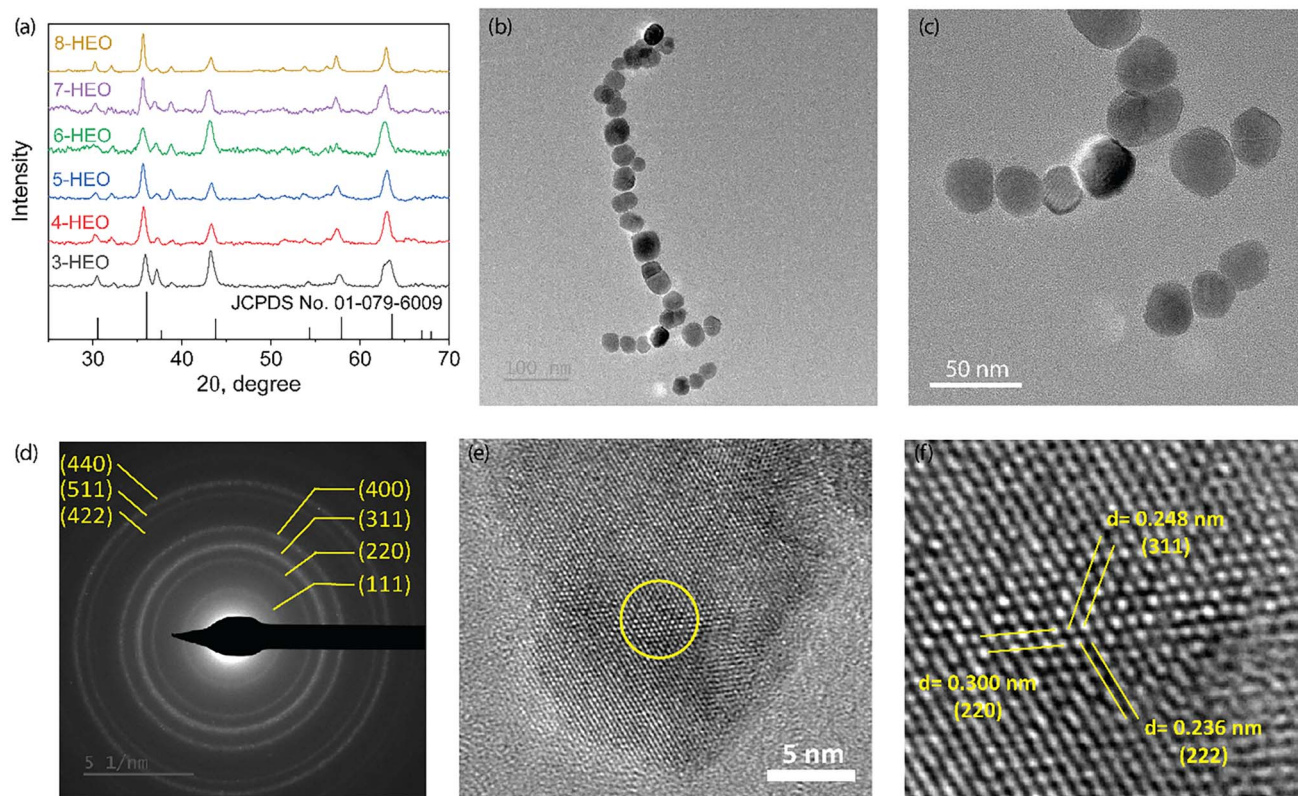 (a)
8-HEO
7-HEO
6-HEO
5-HEO
4-HEO
3-HEO
JCPDS No. 01-079-6009
Intensity
30 40 50 60 70
2θ, degree
(b)
100 nm
(c)
50 nm
(d)
(440)
(511)
(422)
(400)
(311)
(220)
(111)
5 1/nm
(e)
5 nm
(f)
d= 0.248 nm
(311)
d= 0.300 nm
(220)
d= 0.236 nm
(222)